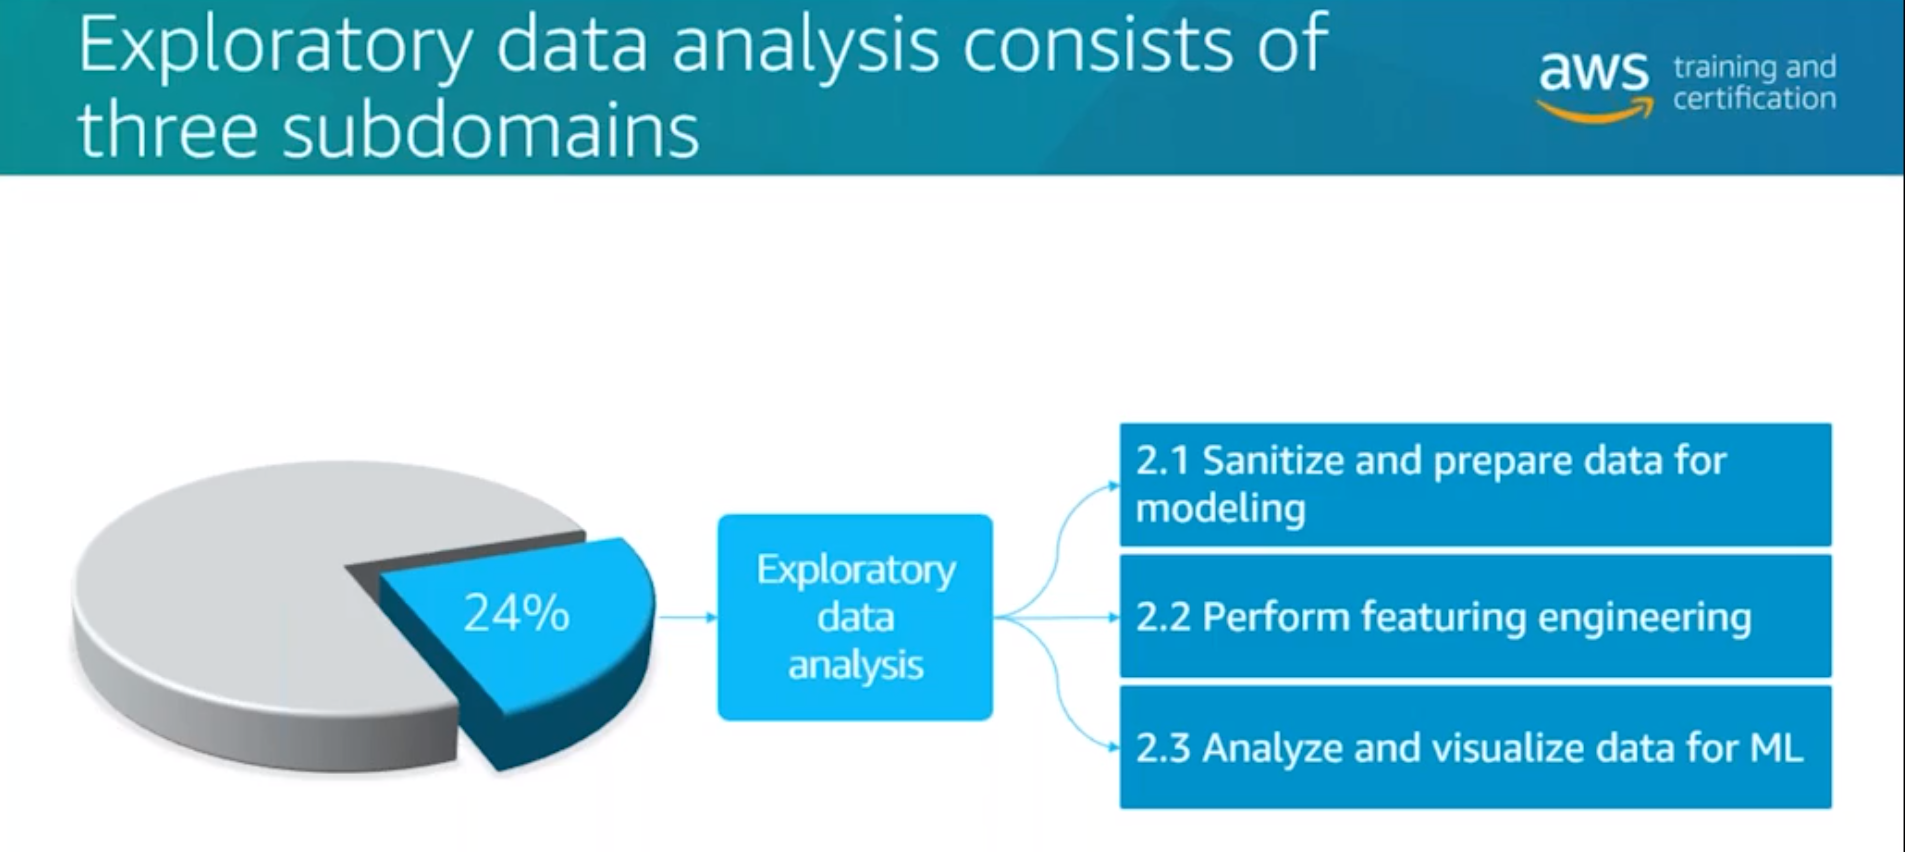 Exploratory data analysis consists of
three subdomains
aws
training and
certification
24%
Exploratory
data
analysis
2.1 Sanitize and prepare data for
modeling
2.2 Perform featuring engineering
2.3 Analyze and visualize data for ML